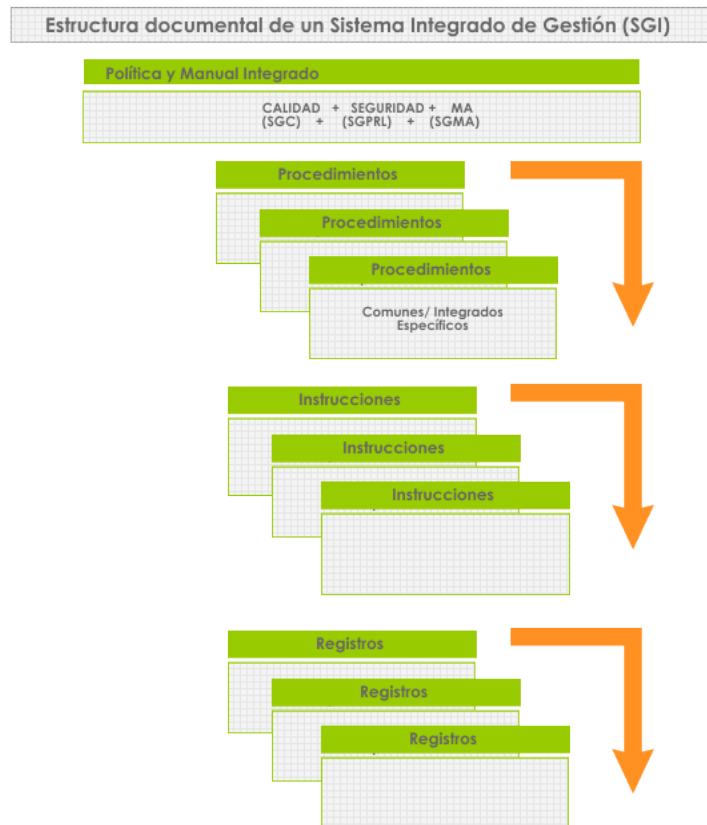 Estructura documental de un Sistema Integrado de Gestión (SGI)
Política y Manual Integrado
CALIDAD + SEGURIDAD + MA
(SGC) + (SGPRL) + (SGMA)
Procedimientos
Procedimientos
Procedimientos
Comunes/ Integrados
Específicos
Instrucciones
Instrucciones
Instrucciones
Registros
Registros
Registros